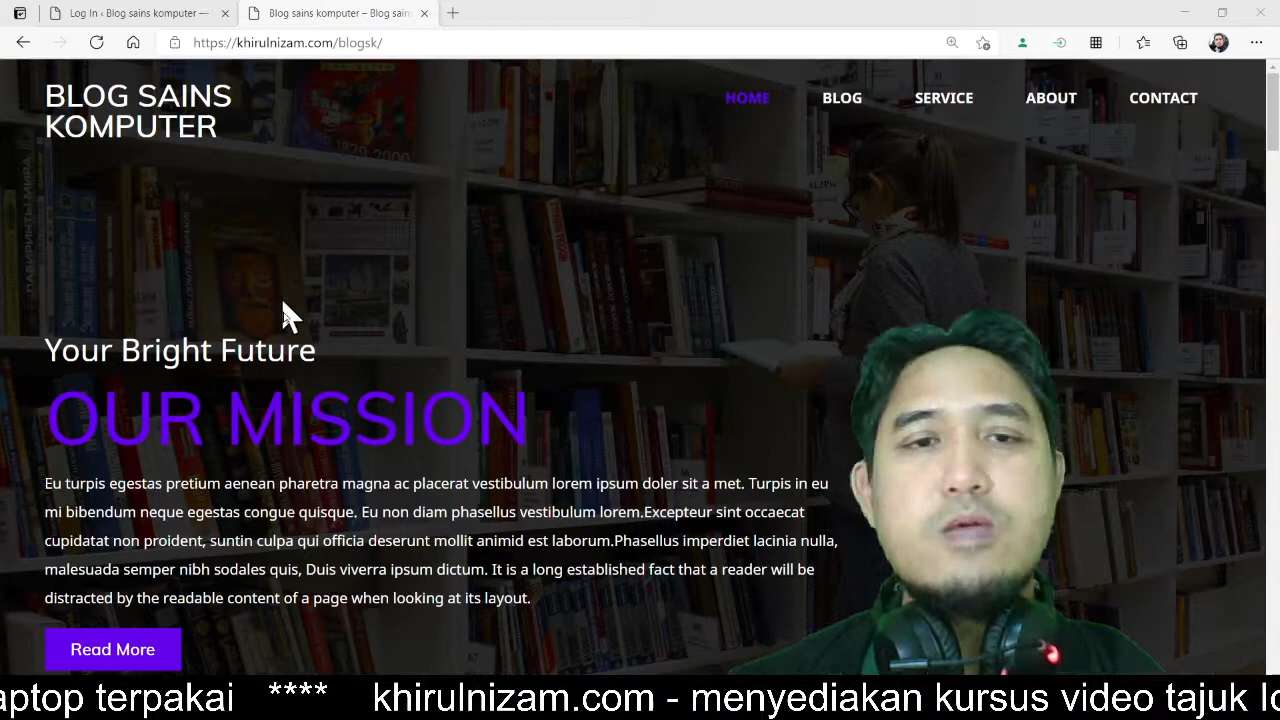 Log In ‹ Blog sains komputer —
Blog sains komputer – Blog sain
https://khirulnizam.com/blogsk/
BLOG SAINS
KOMPUTER
HOME BLOG SERVICE ABOUT CONTACT
Your Bright Future
OUR MISSION
Eu turpis egestas pretium aenean pharetra magna ac placerat vestibulum lorem ipsum doler sit a met. Turpis in eu
mi bibendum neque egestas congue quisque. Eu non diam phasellus vestibulum lorem.Excepteur sint occaecat
cupidatat non proident, suntin culpa qui officia deserunt mollit animid est laborum.Phasellus imperdiet lacinia nulla,
malesuada semper nibh sodales quis, Duis viverra ipsum dictum. It is a long established fact that a reader will be
distracted by the readable content of a page when looking at its layout.
Read More
aptop terpakai **** khirulnizam.com - menyediakan kursus video tajuk lo